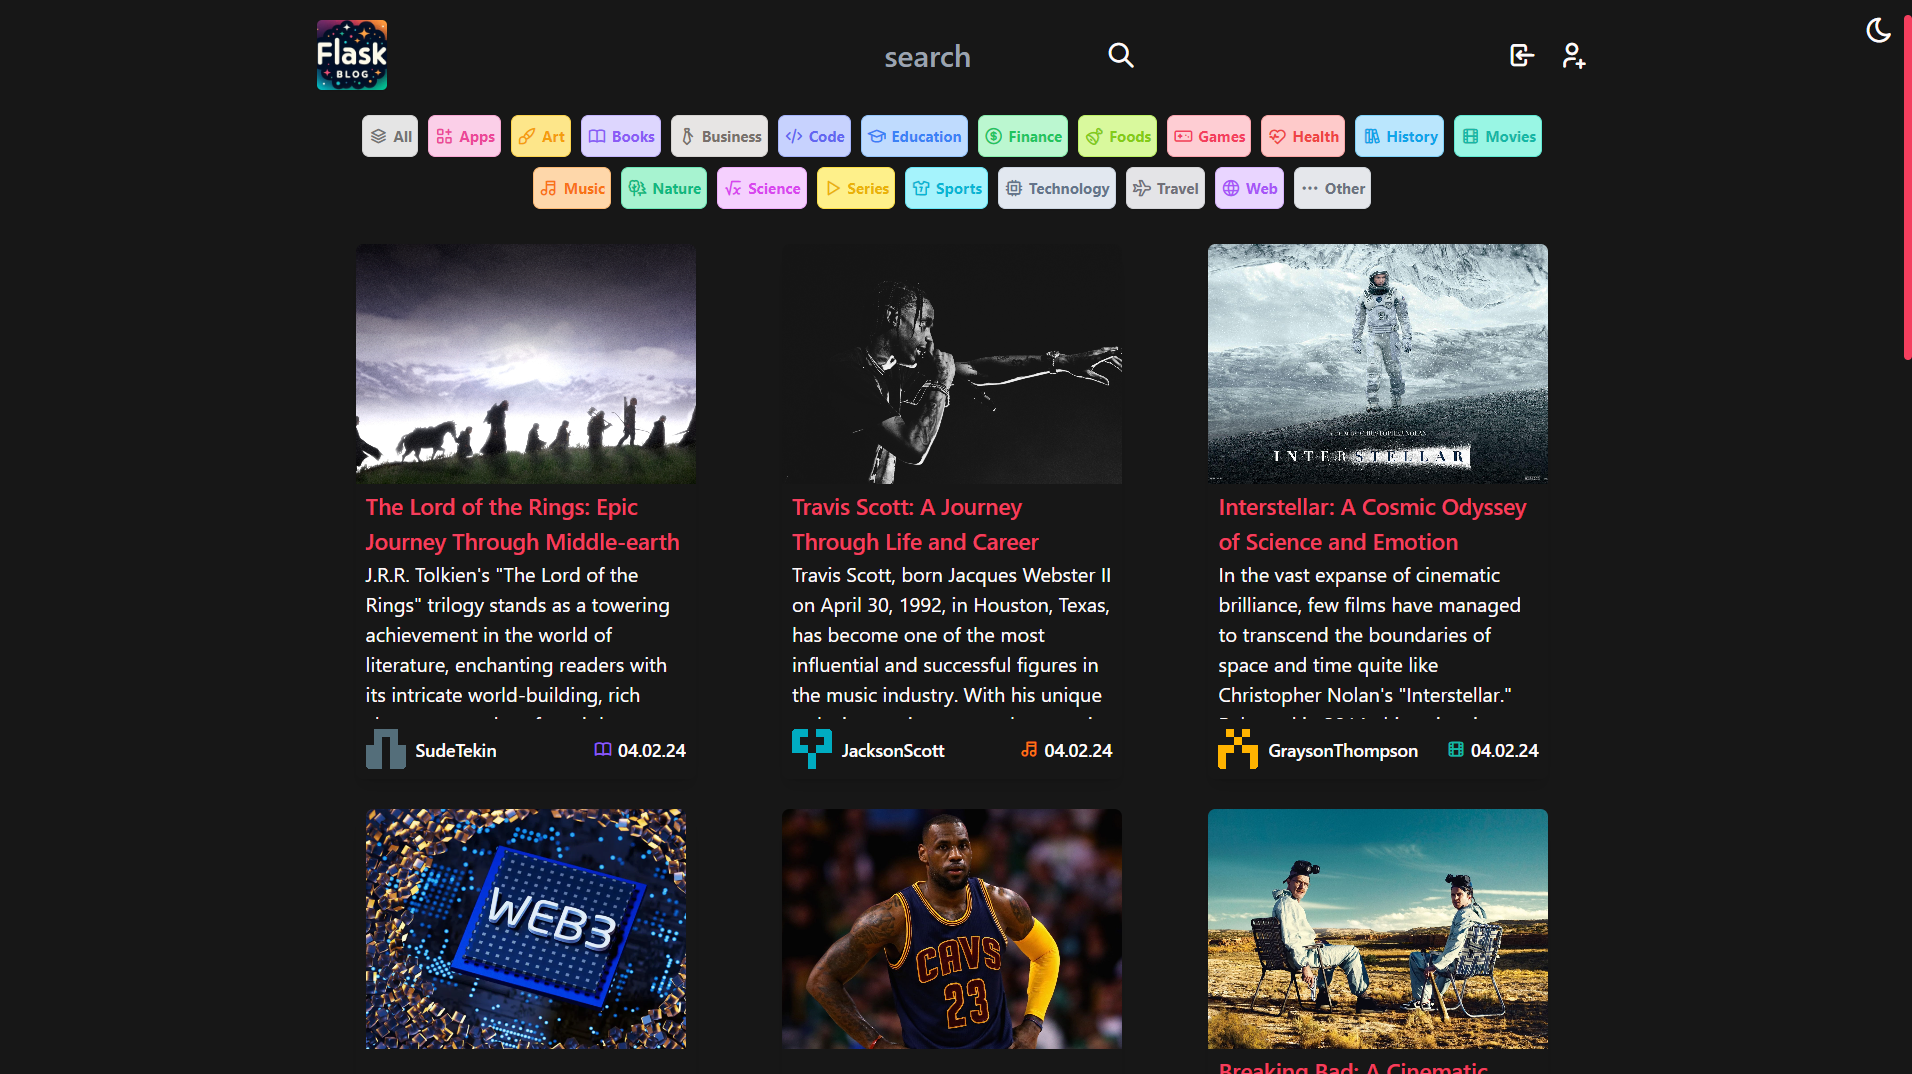 Flask
BLOG
search
All
Apps
Art
Books
Business
Code
Education
Finance
Foods
Games
Health
History
Movies
Music
Nature
Science
Series
Sports
Technology
Travel
Web
Other
INTERSTELLAR
The Lord of the Rings: Epic
Journey Through Middle-earth
J.R.R. Tolkien's "The Lord of the
Rings" trilogy stands as a towering
achievement in the world of
literature, enchanting readers with
its intricate world-building, rich
SudeTekin
04.02.24
Travis Scott: A Journey
Through Life and Career
Travis Scott, born Jacques Webster II
on April 30, 1992, in Houston, Texas,
has become one of the most
influential and successful figures in
the music industry. With his unique
JacksonScott
04.02.24
Interstellar: A Cosmic Odyssey
of Science and Emotion
In the vast expanse of cinematic
brilliance, few films have managed
to transcend the boundaries of
space and time quite like
Christopher Nolan's "Interstellar."
GraysonThompson
04.02.24
WEB3
CAVS
23
Breaking Bad: A Cinematic